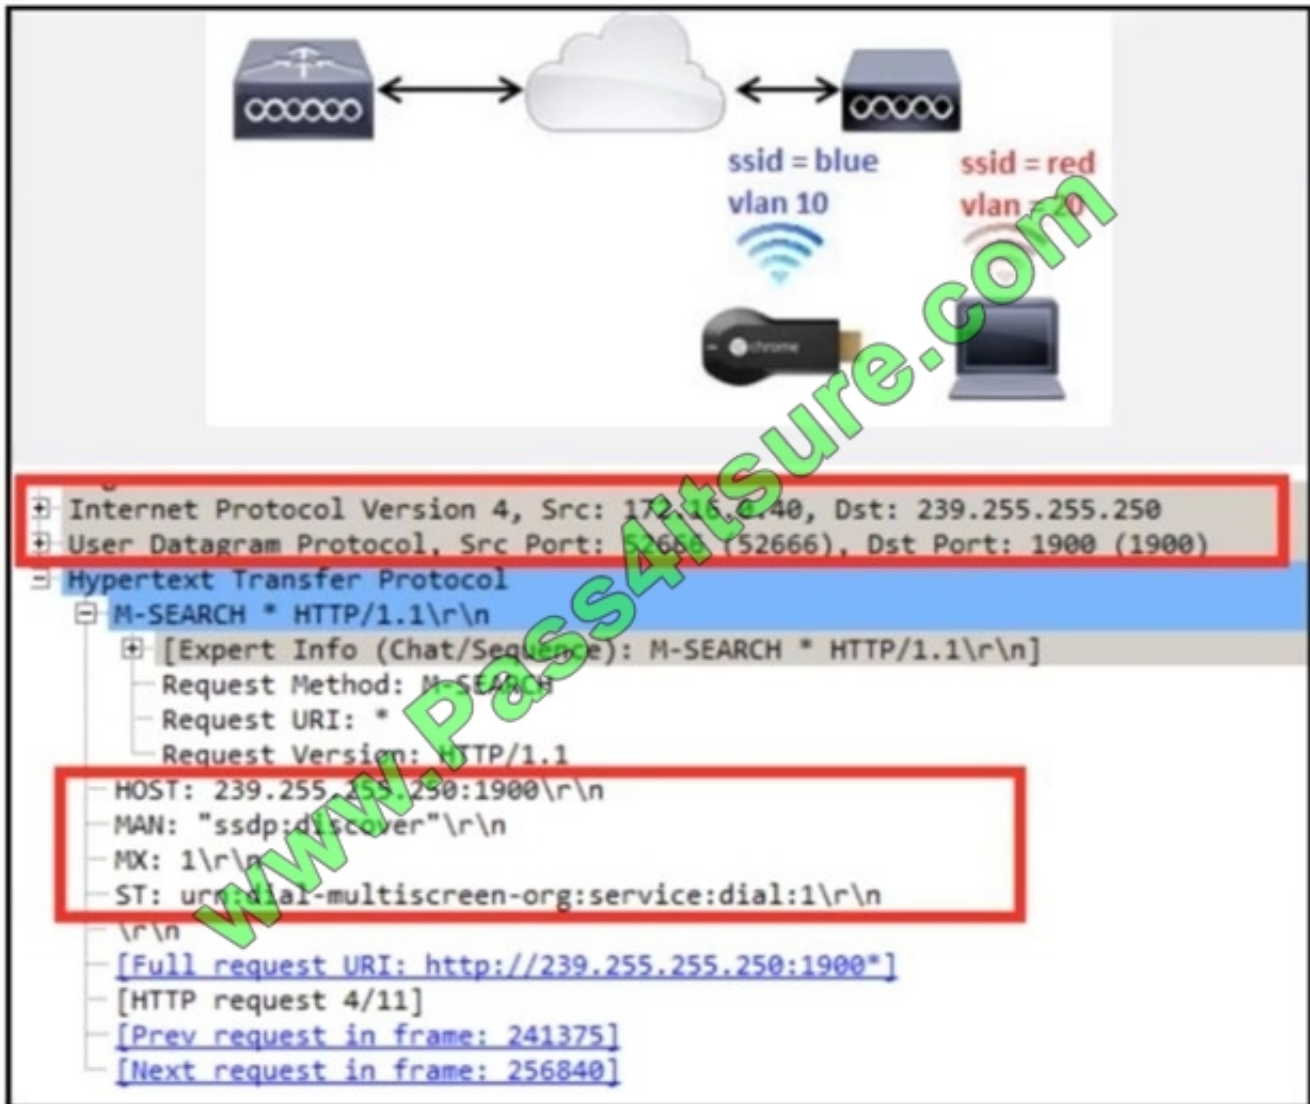 ssid = blue
vlan 10
ssid = red
vlan = 20
chrome
Internet Protocol Version 4, Src: 172.16.0.40, Dst: 239.255.255.250
User Datagram Protocol, Src Port: 52666 (52666), Dst Port: 1900 (1900)
Hypertext Transfer Protocol
M-SEARCH * HTTP/1.1\r\n
[Expert Info (Chat/Sequence): M-SEARCH * HTTP/1.1\r\n]
Request Method: M-SEARCH
Request URI: *
Request Version: HTTP/1.1
HOST: 239.255.255.250:1900\r\n
MAN: "ssdp:discover"\r\n
MX: 1\r\n
ST: urn:dial-multiscreen-org:service:dial:1\r\n
\r\n
[Full request URI: http://239.255.255.250:1900*]
[HTTP request 4/11]
[Prev request in frame: 241375]
[Next request in frame: 256840]
www.Pass4itsure.com